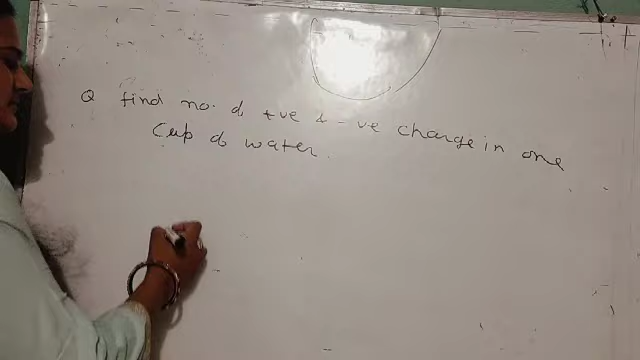 Q find no. of +ve & -ve charge in one
Cup of water.